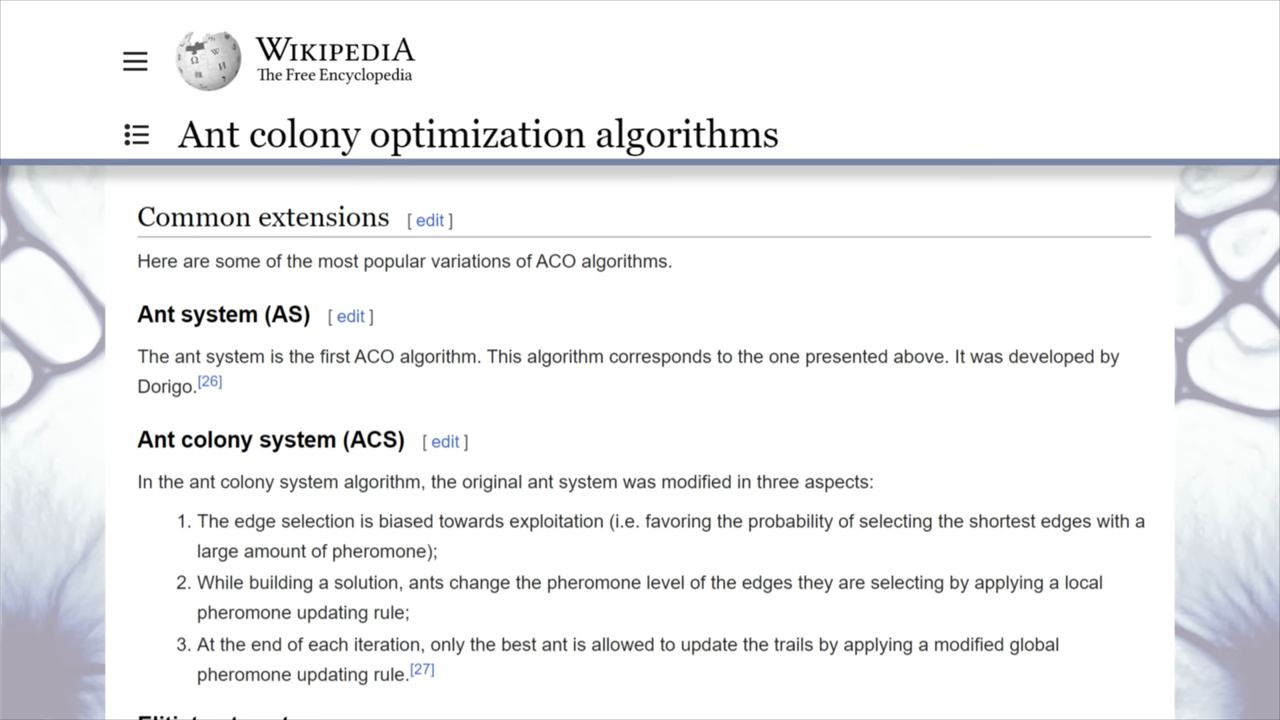 WIKIPEDIA
The Free Encyclopedia
Ant colony optimization algorithms
Common extensions [ edit ]
Here are some of the most popular variations of ACO algorithms.
Ant system (AS) [ edit ]
The ant system is the first ACO algorithm. This algorithm corresponds to the one presented above. It was developed by
Dorigo.[26]
Ant colony system (ACS) [ edit ]
In the ant colony system algorithm, the original ant system was modified in three aspects:
1. The edge selection is biased towards exploitation (i.e. favoring the probability of selecting the shortest edges with a
large amount of pheromone);
2. While building a solution, ants change the pheromone level of the edges they are selecting by applying a local
pheromone updating rule;
3. At the end of each iteration, only the best ant is allowed to update the trails by applying a modified global
pheromone updating rule.[27]